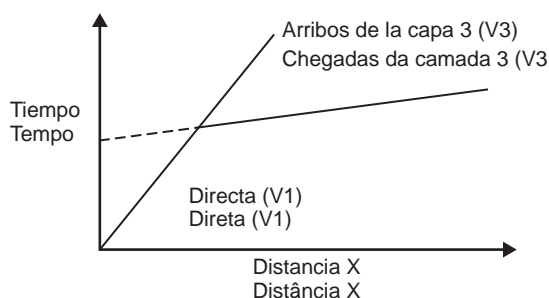 Arribos de la capa 3 (V3)
Chegadas da camada 3 (V3
Tiempo
Tempo
Directa (V1)
Direta (V1)
Distancia X
Distância X